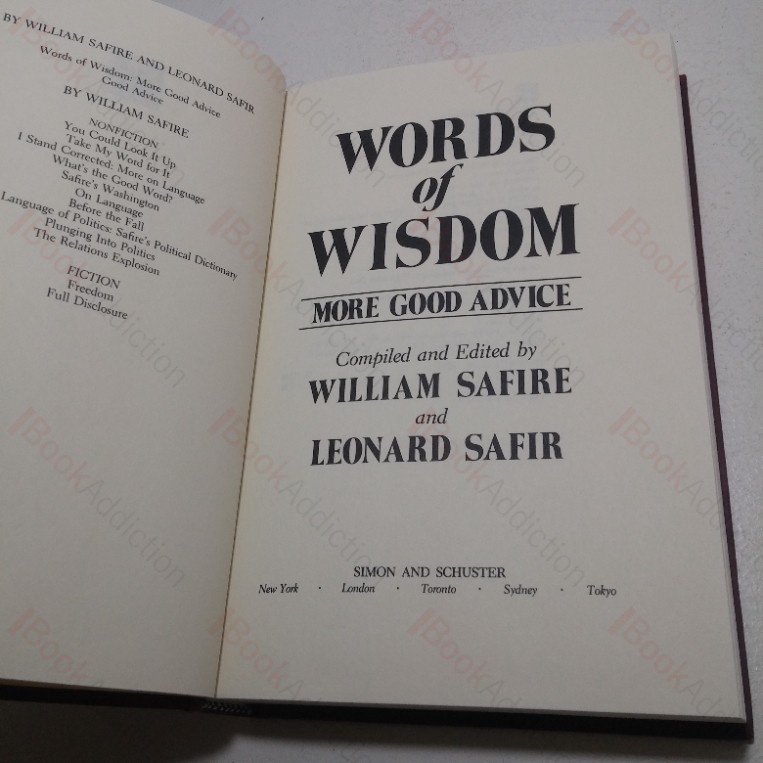 BY WILLIAM SAFIRE AND LEONARD SAFIR
Words of Wisdom: More Good Advice
Good Advice
BY WILLIAM SAFIRE
NONFICTION
You Could Look It Up
Take My Word for It
I Stand Corrected: More on Language
What's the Good Word?
Safire's Washington
On Language
Before the Fall
Language of Politics: Safire's Political Dictionary
Plunging Into Politics
The Relations Explosion
FICTION
Freedom
Full Disclosure
WORDS
of
WISDOM
MORE GOOD ADVICE
Compiled and Edited by
WILLIAM SAFIRE
and
LEONARD SAFIR
SIMON AND SCHUSTER
New York · London · Toronto · Sydney · Tokyo
BookAddiction